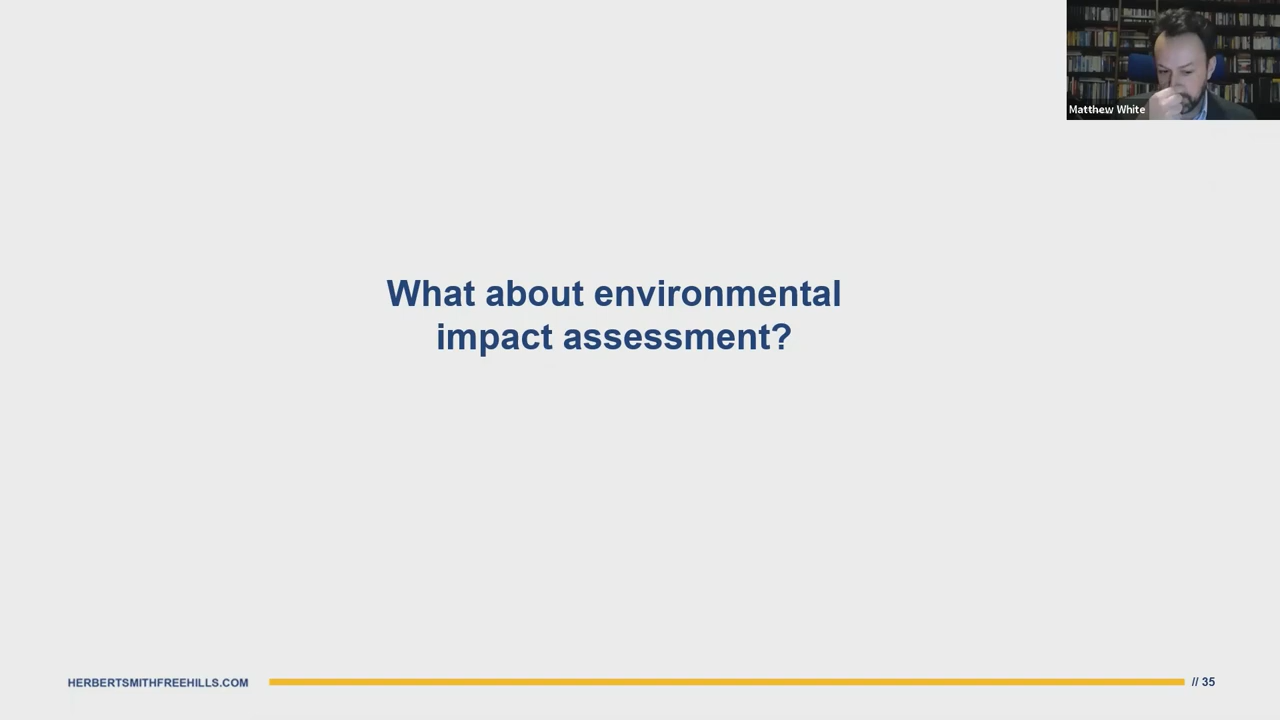 Matthew White
What about environmental
impact assessment?
HERBERTSMITHFREEHILLS.COM
// 35